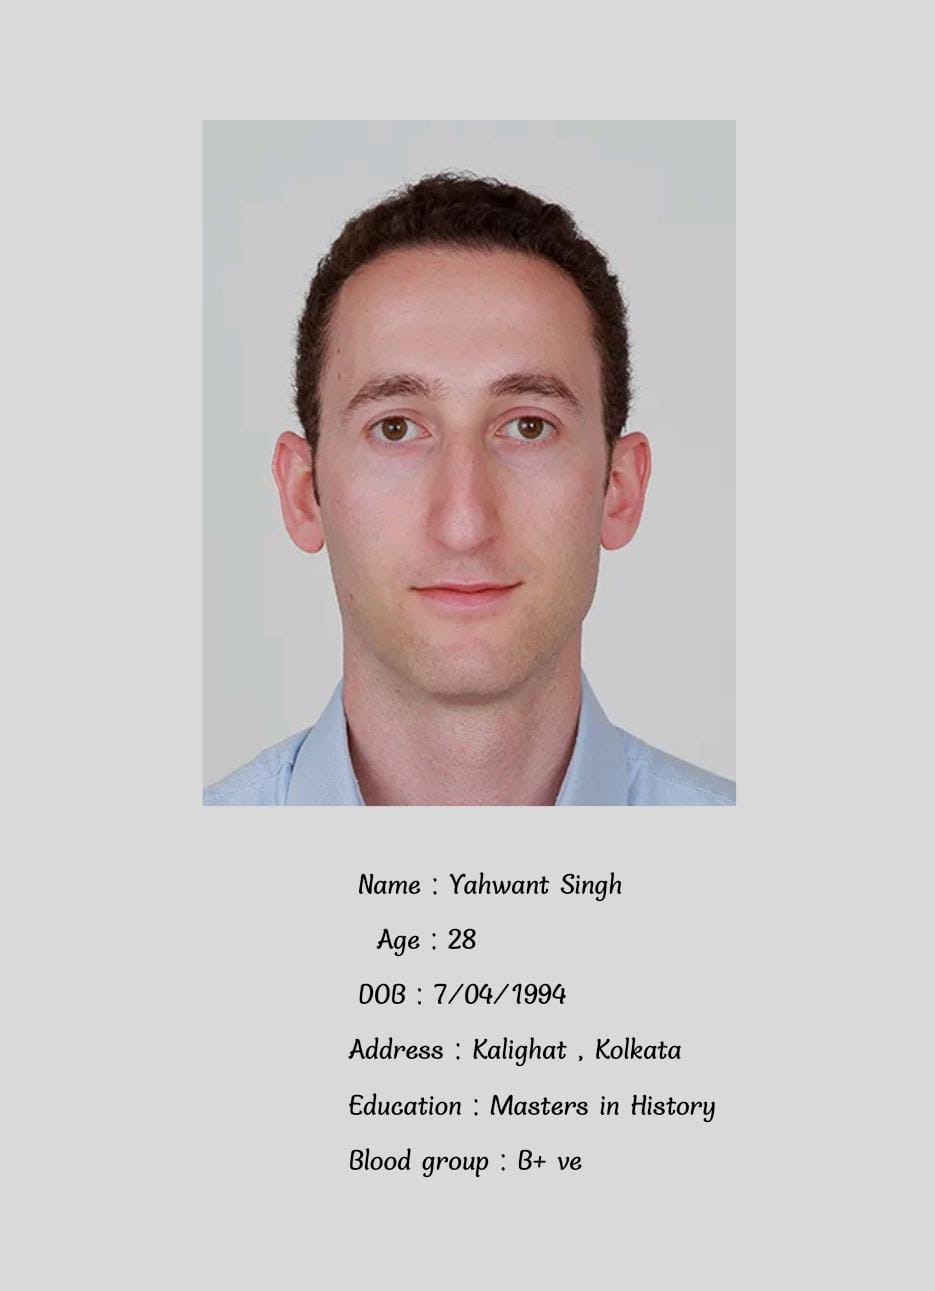 Name : Yahwant Singh
Age : 28
DOB : 7/04/1994
Address : Kalighat , Kolkata
Education : Masters in History
Blood group : B+ ve